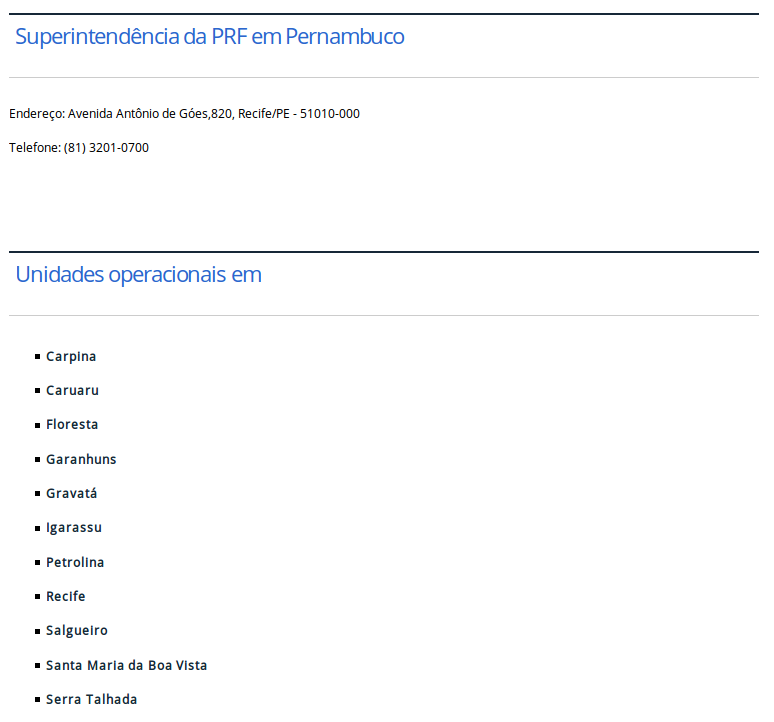 Superintendência da PRF em Pernambuco
Endereço: Avenida Antônio de Góes,820, Recife/PE - 51010-000
Telefone: (81) 3201-0700
Unidades operacionais em
Carpina
Caruaru
Floresta
Garanhuns
Gravatá
Igarassu
Petrolina
Recife
Salgueiro
Santa Maria da Boa Vista
Serra Talhada